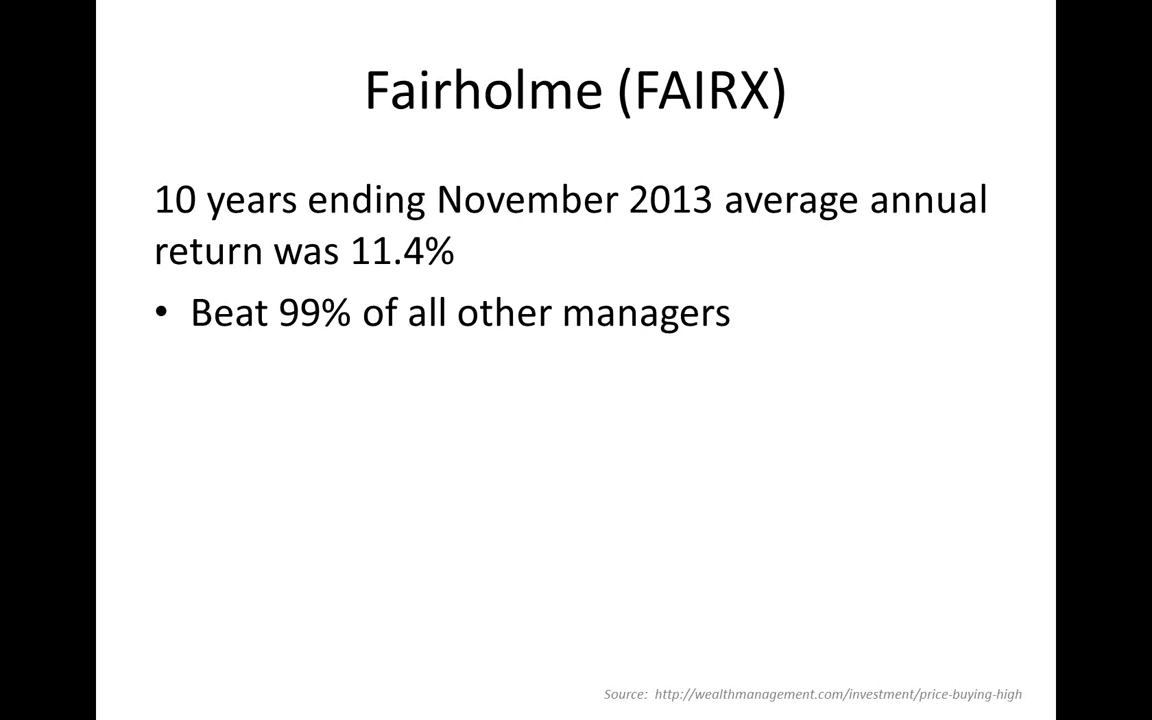 Fairholme (FAIRX)
10 years ending November 2013 average annual
return was 11.4%
• Beat 99% of all other managers
Source: http://wealthmanagement.com/investment/price-buying-high